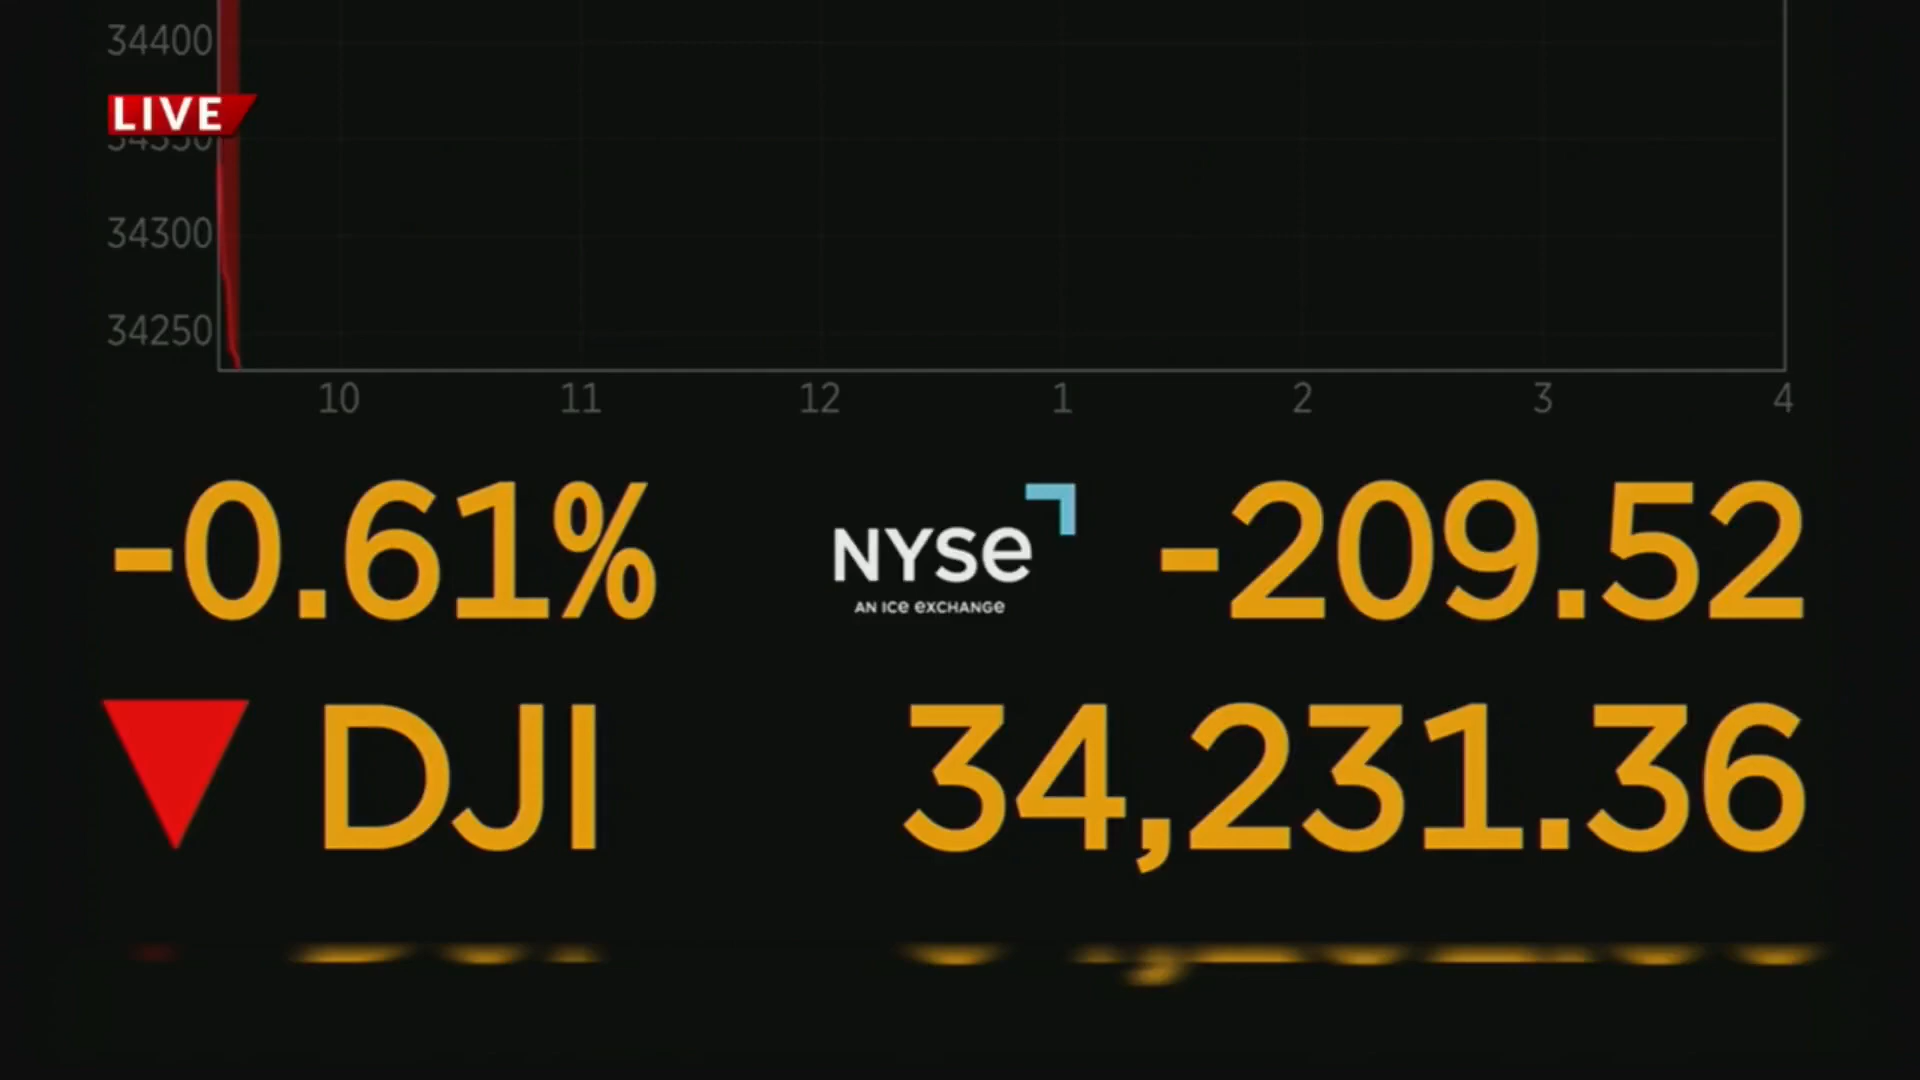 34400
LIVE
34350
34300
34250
10 11 12 1 2 3 4
-0.61% NYSE -209.52
AN ICE EXCHANGE
DJI 34,231.36